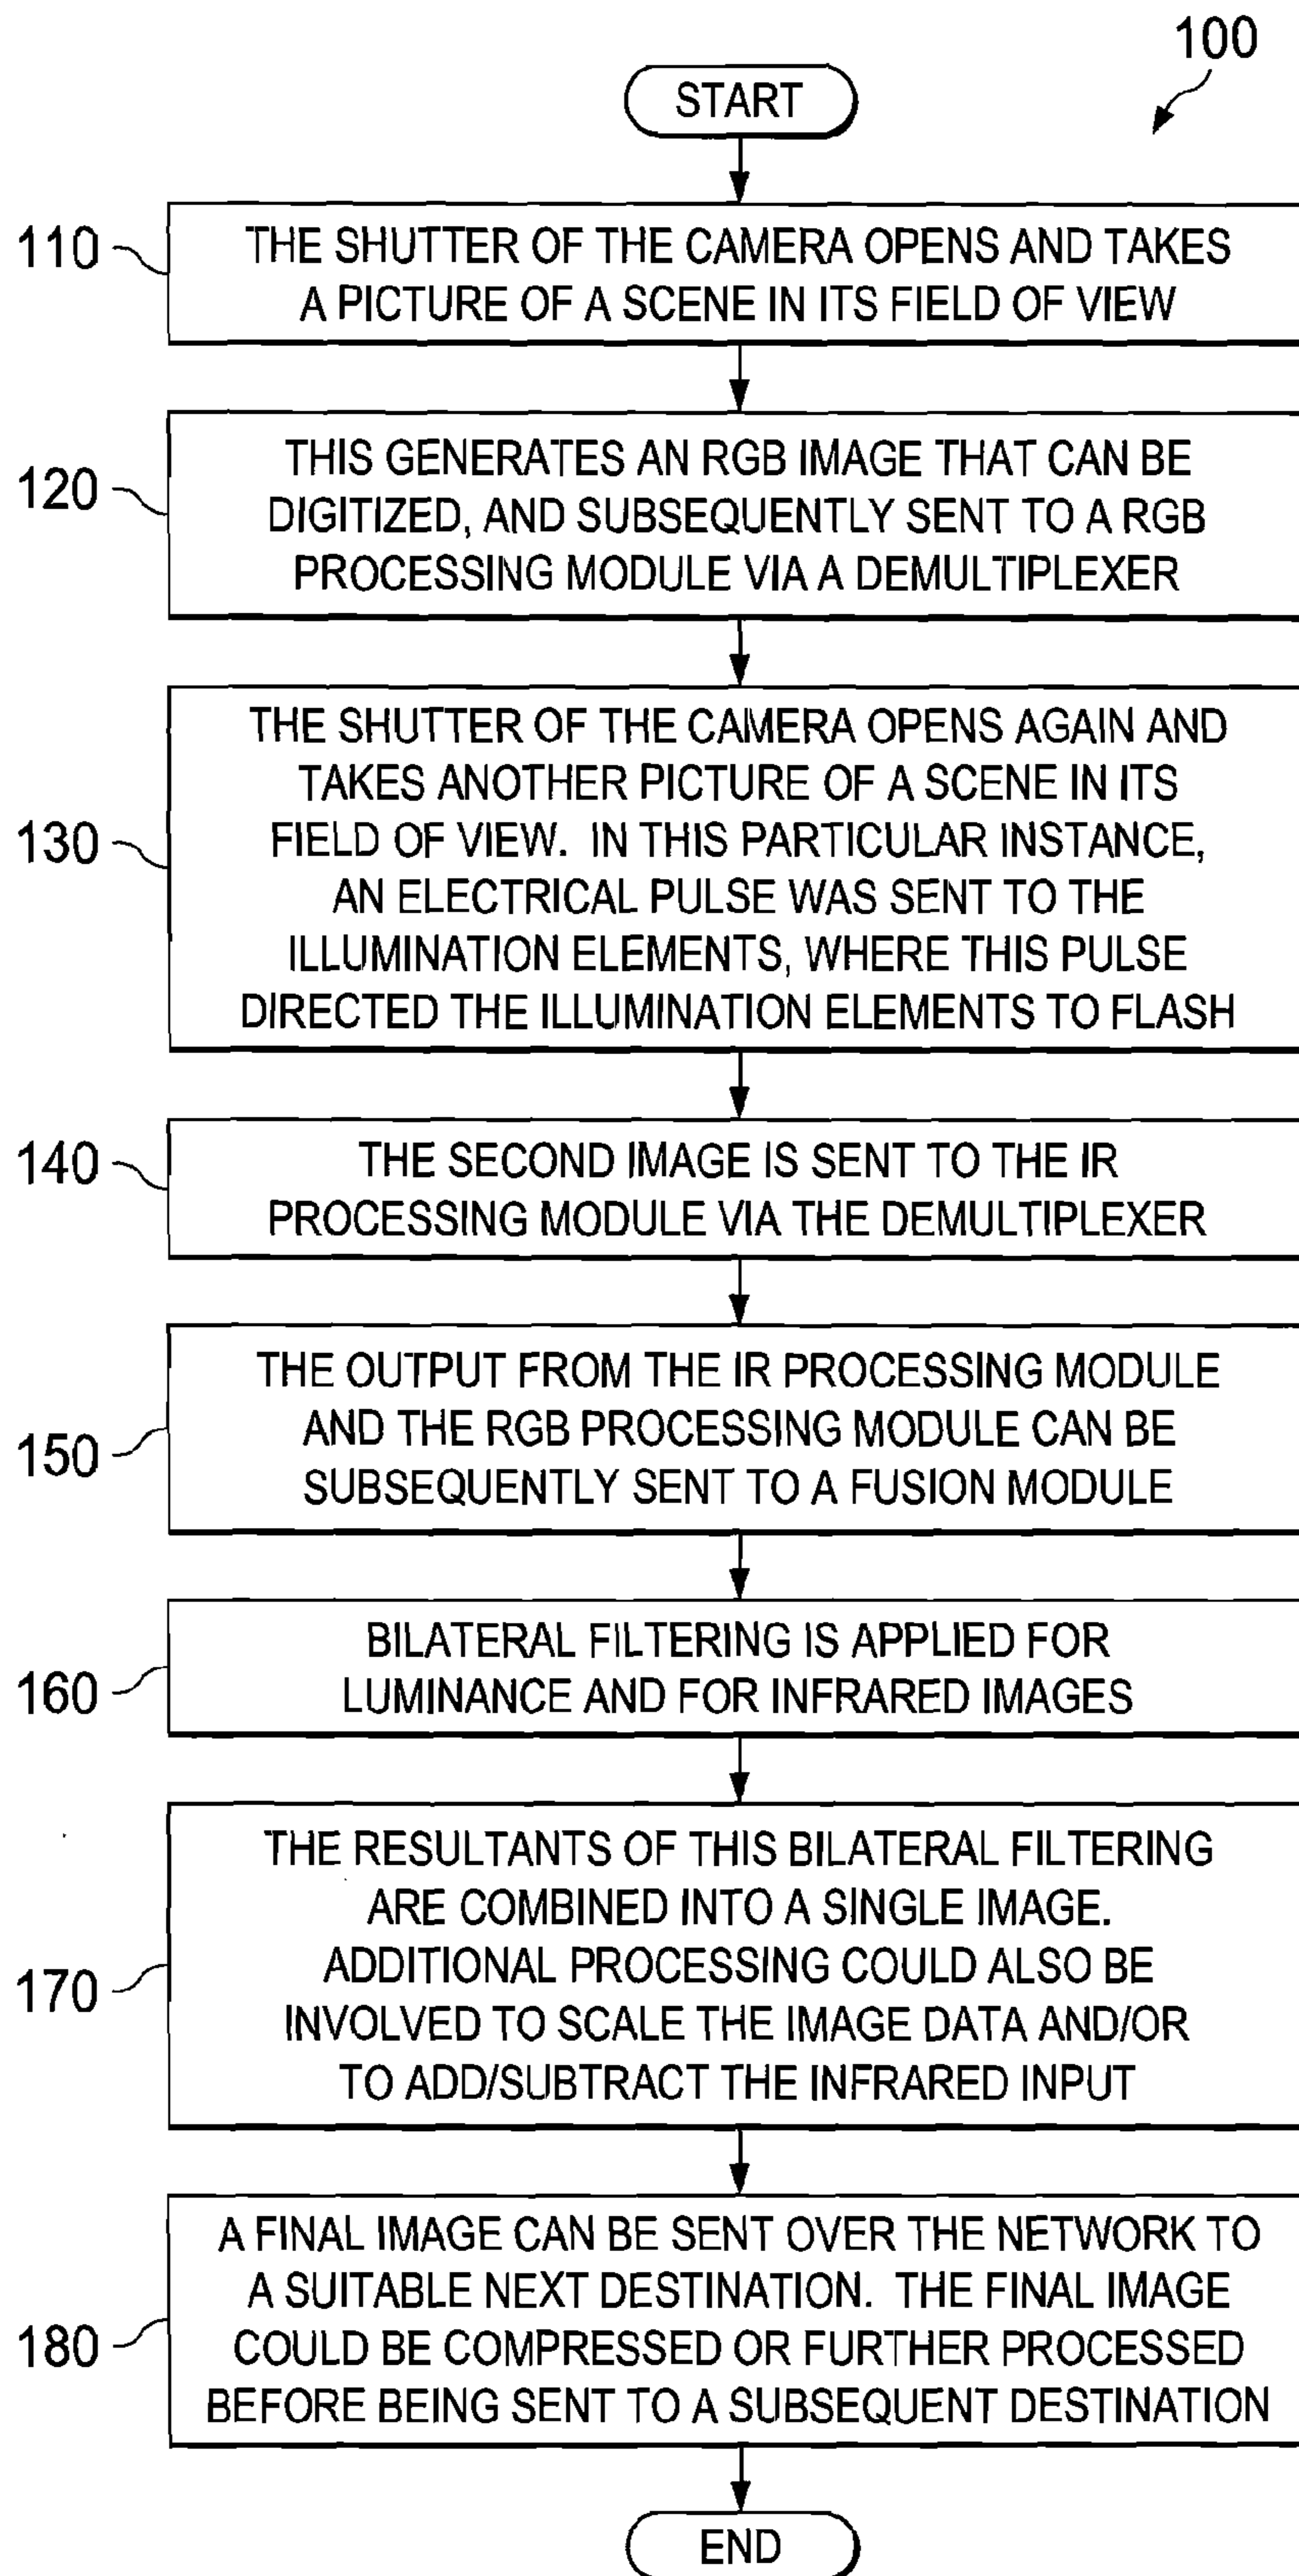 100
START
110
THE SHUTTER OF THE CAMERA OPENS AND TAKES
A PICTURE OF A SCENE IN ITS FIELD OF VIEW
120
THIS GENERATES AN RGB IMAGE THAT CAN BE
DIGITIZED, AND SUBSEQUENTLY SENT TO A RGB
PROCESSING MODULE VIA A DEMULTIPLEXER
130
THE SHUTTER OF THE CAMERA OPENS AGAIN AND
TAKES ANOTHER PICTURE OF A SCENE IN ITS
FIELD OF VIEW. IN THIS PARTICULAR INSTANCE,
AN ELECTRICAL PULSE WAS SENT TO THE
ILLUMINATION ELEMENTS, WHERE THIS PULSE
DIRECTED THE ILLUMINATION ELEMENTS TO FLASH
140
THE SECOND IMAGE IS SENT TO THE IR
PROCESSING MODULE VIA THE DEMULTIPLEXER
150
THE OUTPUT FROM THE IR PROCESSING MODULE
AND THE RGB PROCESSING MODULE CAN BE
SUBSEQUENTLY SENT TO A FUSION MODULE
160
BILATERAL FILTERING IS APPLIED FOR
LUMINANCE AND FOR INFRARED IMAGES
170
THE RESULTANTS OF THIS BILATERAL FILTERING
ARE COMBINED INTO A SINGLE IMAGE.
ADDITIONAL PROCESSING COULD ALSO BE
INVOLVED TO SCALE THE IMAGE DATA AND/OR
TO ADD/SUBTRACT THE INFRARED INPUT
180
A FINAL IMAGE CAN BE SENT OVER THE NETWORK TO
A SUITABLE NEXT DESTINATION. THE FINAL IMAGE
COULD BE COMPRESSED OR FURTHER PROCESSED
BEFORE BEING SENT TO A SUBSEQUENT DESTINATION
END